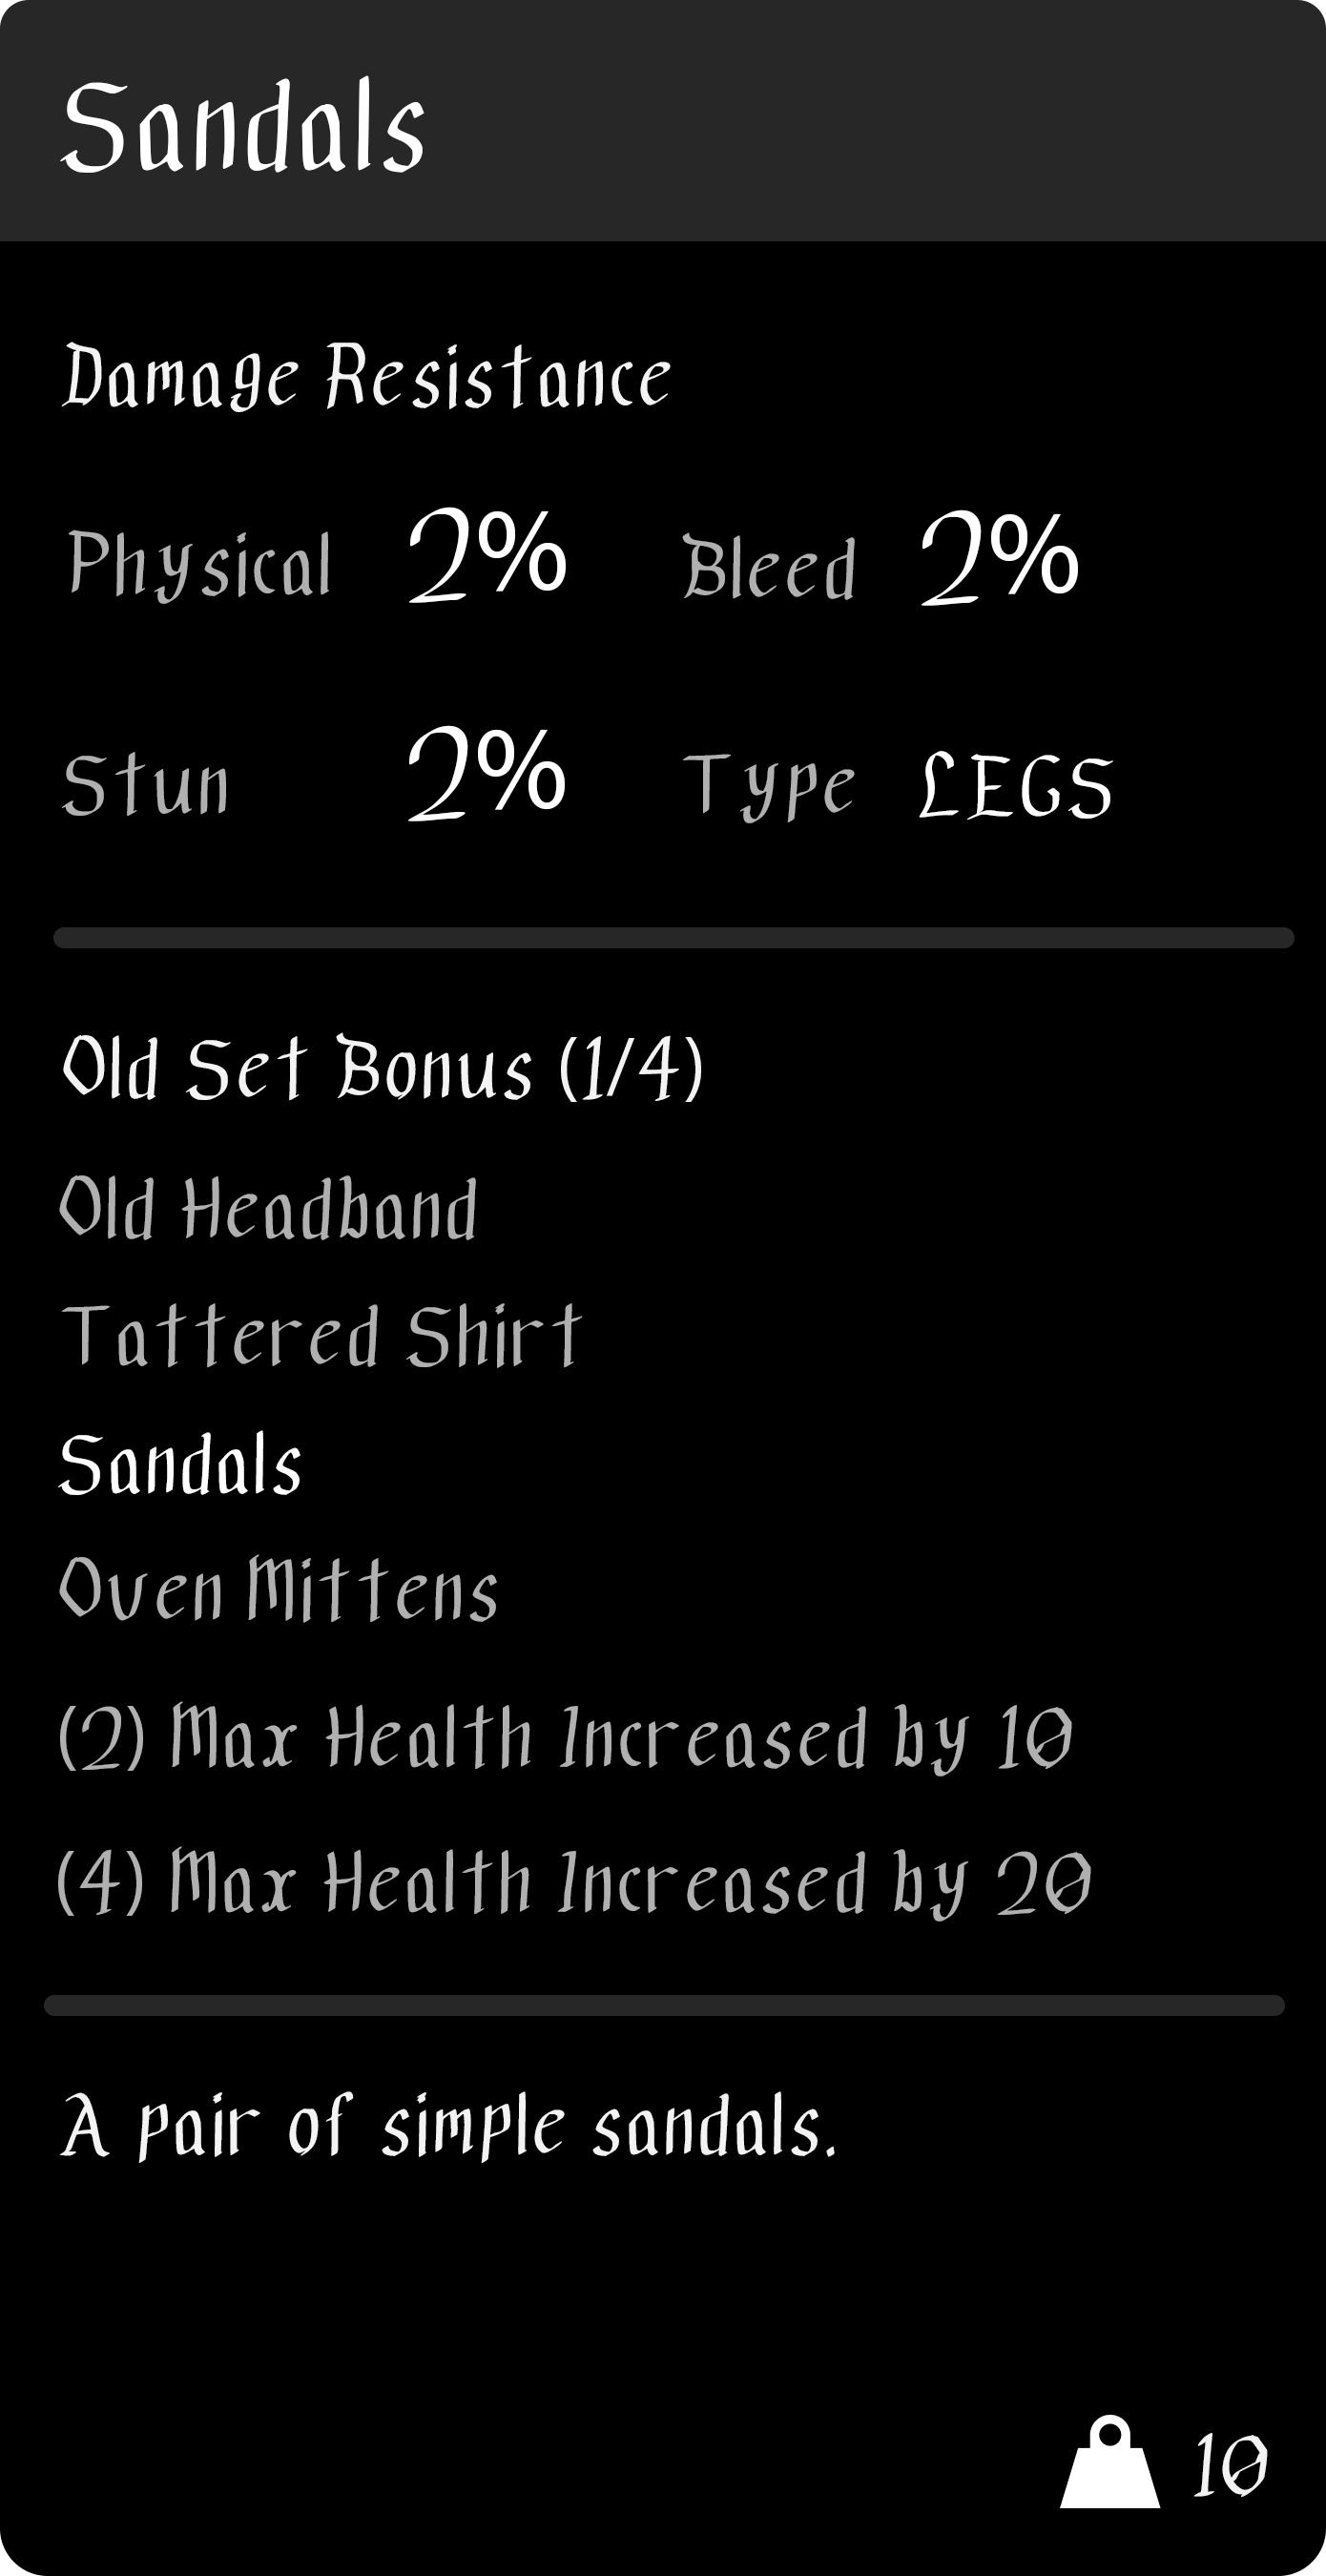 Sandals
Damage Resistance
Physical 2% Bleed 2%
Stun 2% Type LEGS
Old Set Bonus (1/4)
Old Headband
Tattered Shirt
Sandals
Oven Mittens
(2) Max Health Increased by 10
(4) Max Health Increased by 20
A pair of simple sandals.
10